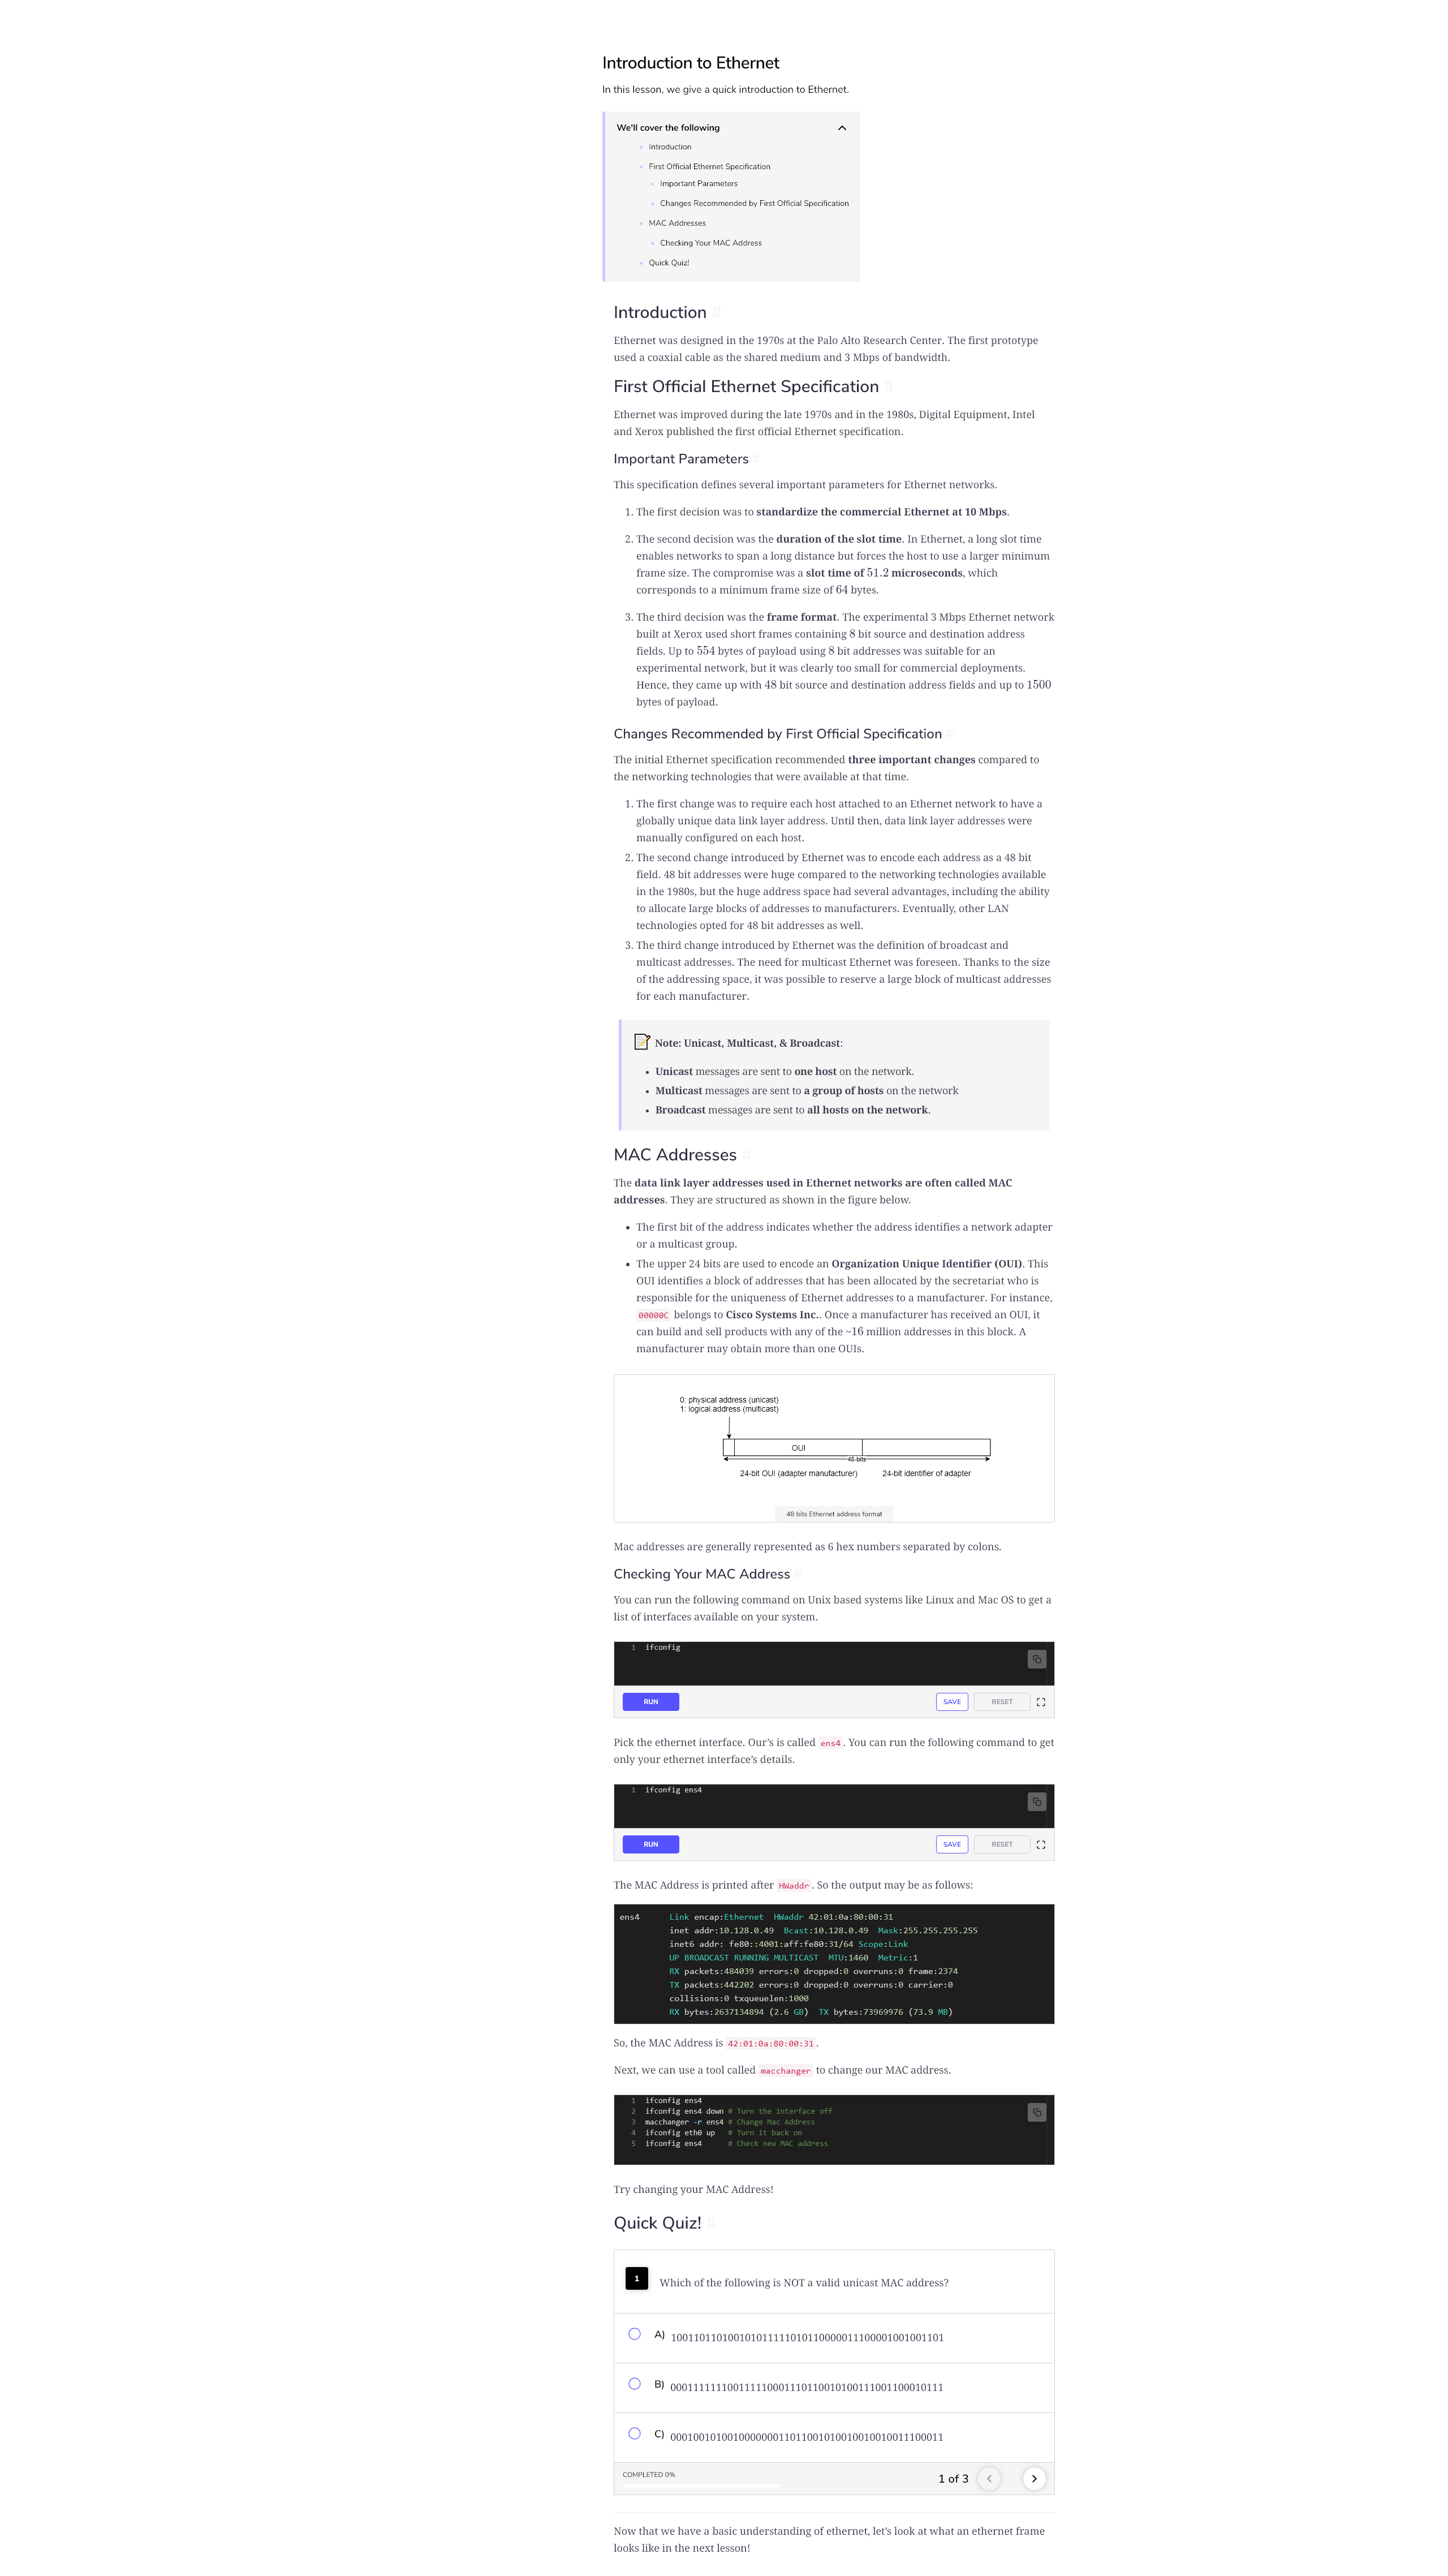 Introduction to Ethernet
In this lesson, we give a quick introduction to Ethernet.
We'll cover the following
Introduction
First Official Ethernet Specification
Important Parameters
Changes Recommended by First Official Specification
MAC Addresses
Checking Your MAC Address
Quick Quiz!
Introduction #
Ethernet was designed in the 1970s at the Palo Alto Research Center. The first prototype
used a coaxial cable as the shared medium and 3 Mbps of bandwidth.
First Official Ethernet Specification #
Ethernet was improved during the late 1970s and in the 1980s, Digital Equipment, Intel
and Xerox published the first official Ethernet specification.
Important Parameters #
This specification defines several important parameters for Ethernet networks.
1. The first decision was to standardize the commercial Ethernet at 10 Mbps.
2. The second decision was the duration of the slot time. In Ethernet, a long slot time
enables networks to span a long distance but forces the host to use a larger minimum
frame size. The compromise was a slot time of 51.2 microseconds, which
corresponds to a minimum frame size of 64 bytes.
3. The third decision was the frame format. The experimental 3 Mbps Ethernet network
built at Xerox used short frames containing 8 bit source and destination address
fields. Up to 554 bytes of payload using 8 bit addresses was suitable for an
experimental network, but it was clearly too small for commercial deployments.
Hence, they came up with 48 bit source and destination address fields and up to 1500
bytes of payload.
Changes Recommended by First Official Specification #
The initial Ethernet specification recommended three important changes compared to
the networking technologies that were available at that time.
1. The first change was to require each host attached to an Ethernet network to have a
globally unique data link layer address. Until then, data link layer addresses were
manually configured on each host.
2. The second change introduced by Ethernet was to encode each address as a 48 bit
field. 48 bit addresses were huge compared to the networking technologies available
in the 1980s, but the huge address space had several advantages, including the ability
to allocate large blocks of addresses to manufacturers. Eventually, other LAN
technologies opted for 48 bit addresses as well.
3. The third change introduced by Ethernet was the definition of broadcast and
multicast addresses. The need for multicast Ethernet was foreseen. Thanks to the size
of the addressing space, it was possible to reserve a large block of multicast addresses
for each manufacturer.
📝 Note: Unicast, Multicast, & Broadcast:
Unicast messages are sent to one host on the network.
Multicast messages are sent to a group of hosts on the network
Broadcast messages are sent to all hosts on the network.
MAC Addresses #
The data link layer addresses used in Ethernet networks are often called MAC
addresses. They are structured as shown in the figure below.
The first bit of the address indicates whether the address identifies a network adapter
or a multicast group.
The upper 24 bits are used to encode an Organization Unique Identifier (OUI). This
OUI identifies a block of addresses that has been allocated by the secretariat who is
responsible for the uniqueness of Ethernet addresses to a manufacturer. For instance,
00000C belongs to Cisco Systems Inc.. Once a manufacturer has received an OUI, it
can build and sell products with any of the ~16 million addresses in this block. A
manufacturer may obtain more than one OUIs.
0: physical address (unicast)
1: logical address (multicast)
OUI
48-bits
24-bit OUI (adapter manufacturer) 24-bit identifier of adapter
48 bits Ethernet address format
Mac addresses are generally represented as 6 hex numbers separated by colons.
Checking Your MAC Address #
You can run the following command on Unix based systems like Linux and Mac OS to get a
list of interfaces available on your system.
1 ifconfig
RUN SAVE RESET
Pick the ethernet interface. Our's is called ens4. You can run the following command to get
only your ethernet interface's details.
1 ifconfig ens4
RUN SAVE RESET
The MAC Address is printed after HWaddr. So the output may be as follows:
ens4 Link encap:Ethernet HWaddr 42:01:0a:80:00:31
inet addr:10.128.0.49 Bcast:10.128.0.49 Mask:255.255.255.255
inet6 addr: fe80::4001:aff:fe80:31/64 Scope:Link
UP BROADCAST RUNNING MULTICAST MTU:1460 Metric:1
RX packets:484039 errors:0 dropped:0 overruns:0 frame:2374
TX packets:442202 errors:0 dropped:0 overruns:0 carrier:0
collisions:0 txqueuelen:1000
RX bytes:2637134894 (2.6 GB) TX bytes:73969976 (73.9 MB)
So, the MAC Address is 42:01:0a:80:00:31.
Next, we can use a tool called macchanger to change our MAC address.
1 ifconfig ens4
2 ifconfig ens4 down # Turn the interface off
3 macchanger -r ens4 # Change Mac Address
4 ifconfig eth0 up # Turn it back on
5 ifconfig ens4 # Check new MAC address
Try changing your MAC Address!
Quick Quiz! #
1 Which of the following is NOT a valid unicast MAC address?
A) 100110110100101011111010110000011100001001001101
B) 000111111100111110001110110010100111001100010111
C) 000100101001000000011011001010010010010011100011
COMPLETED 0% 1 of 3
Now that we have a basic understanding of ethernet, let's look at what an ethernet frame
looks like in the next lesson!